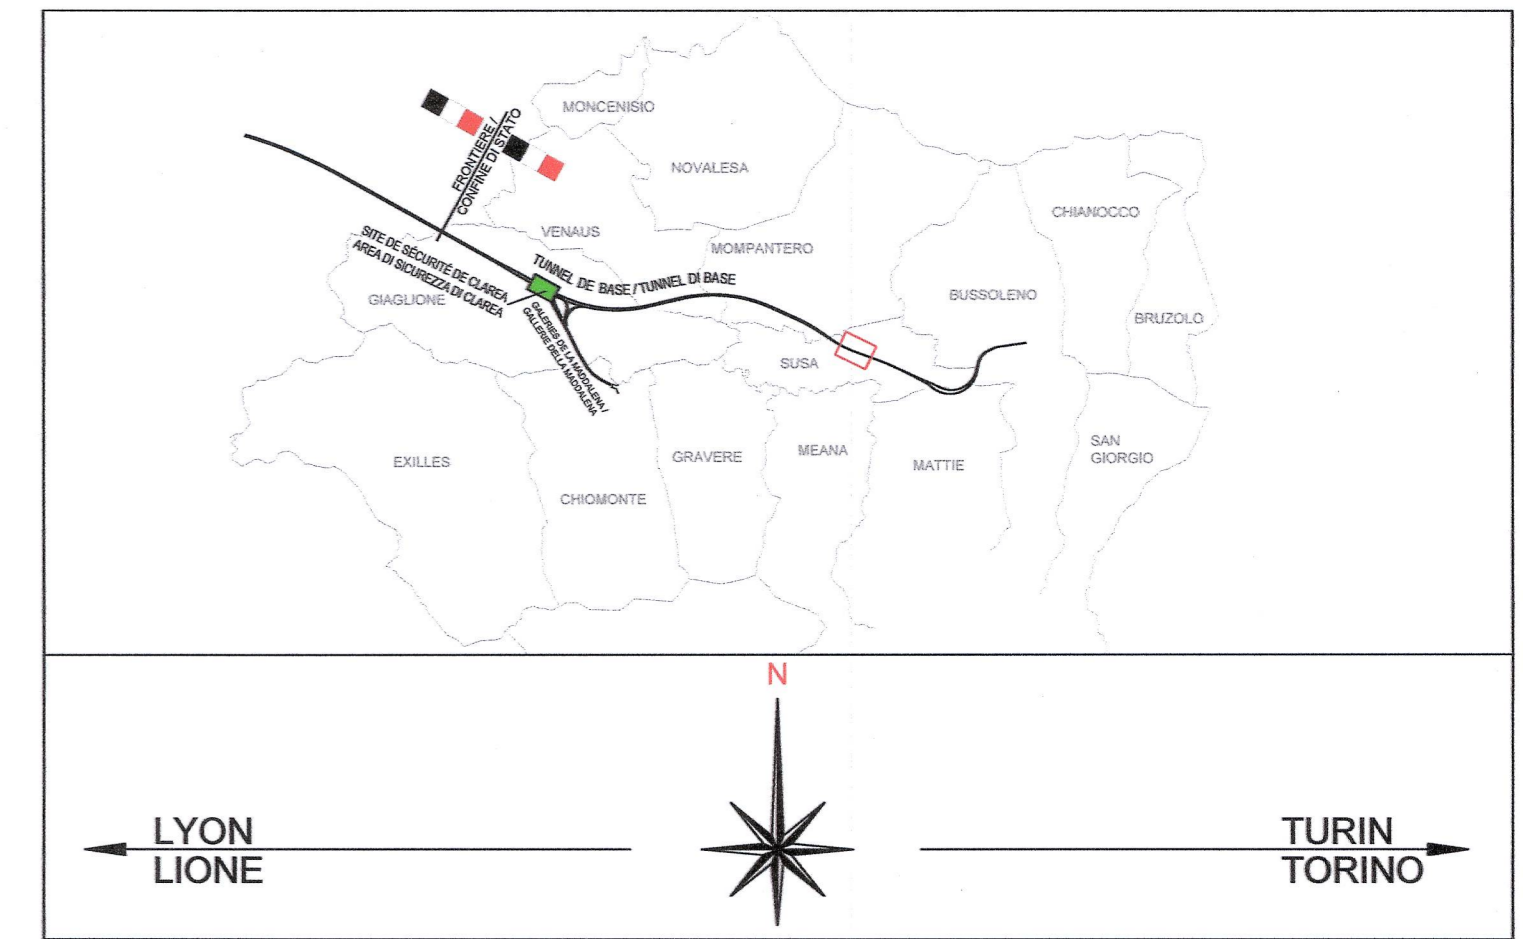 MONCENISIO
FRONTIERE /
CONFINE DI STATO
NOVALESA
CHIANOCCO
VENAUS
MOMPANTERO
SITE DE SÉCURITÉ DE CLAREA
AREA DI SICUREZZA DI CLAREA
TUNNEL DE BASE/TUNNEL DI BASE
GIAGLIONE
BUSSOLENO
BRUZOLO
GALERIES DE LA MADDALENA /
GALLERIE DELLA MADDALENA
SUSA
EXILLES
CHIOMONTE
GRAVERE
MEANA
MATTIE
SAN
GIORGIO
N
LYON
LIONE
TURIN
TORINO